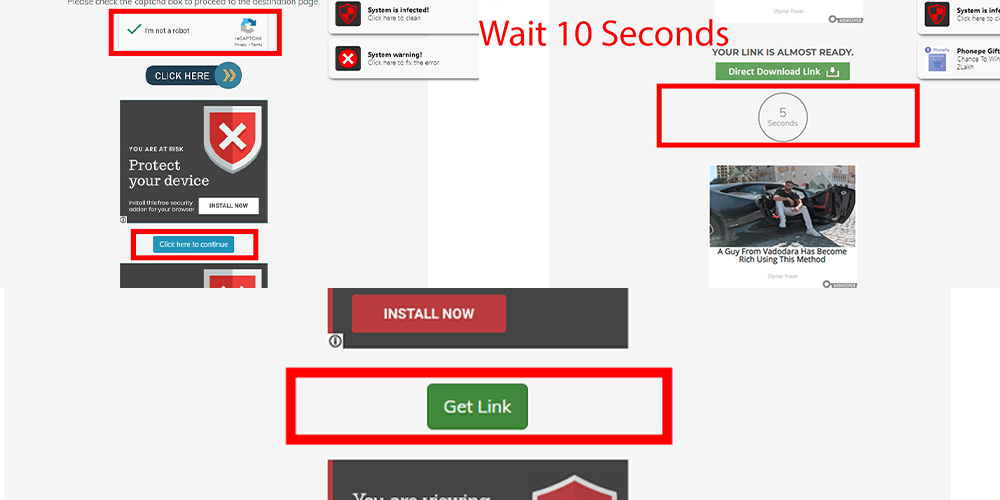 Please check the captcha box to proceed to the destination page.
I'm not a robot
reCAPTCHA
Privacy - Terms
CLICK HERE
YOU ARE AT RISK
Protect
your device
Install this free security
addon for your browser
INSTALL NOW
Click here to continue
System is infected!
Click here to clean
System warning!
Click here to fix the error
Wait 10 Seconds
Olymp Trade
ADSKEEPER
YOUR LINK IS ALMOST READY.
Direct Download Link
5
Seconds
A Guy From Vadodara Has Become
Rich Using This Method
Olymp Trade
ADSKEEPER
System is infe
Click here to cl
PhonePe
Phonepe Gift
Chance To Win
2Lakh
INSTALL NOW
Get Link
You are viewing